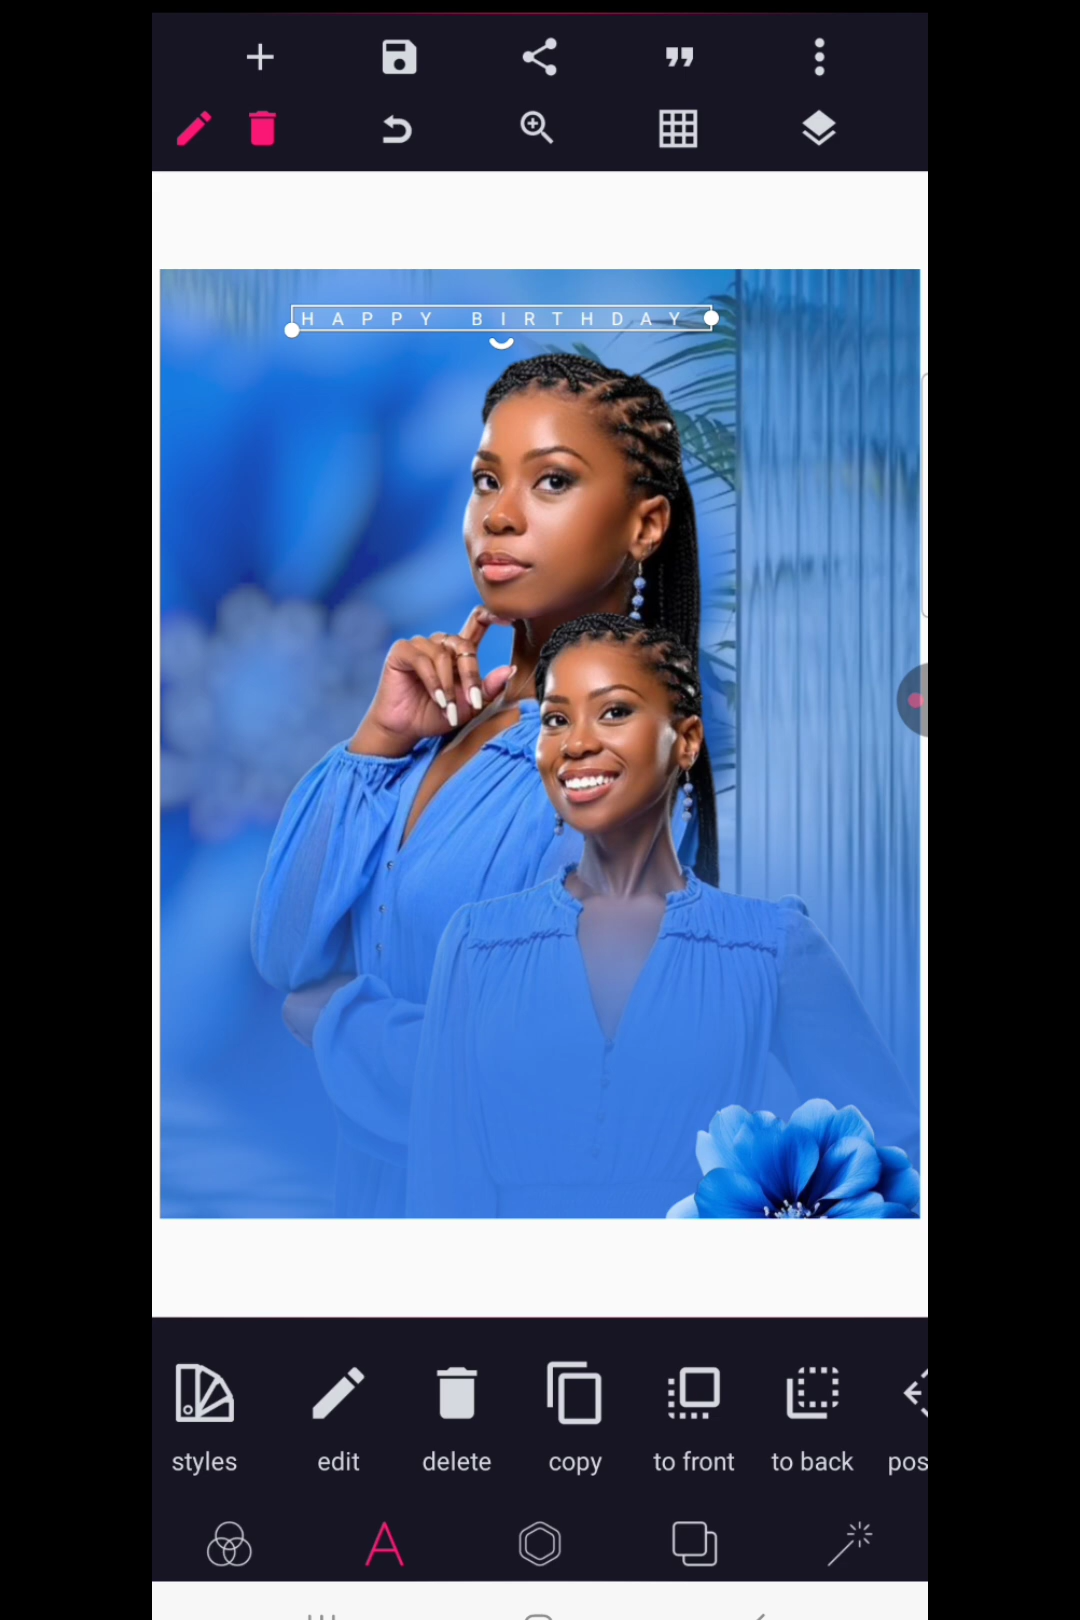 HAPPY BIRTHDAY
styles
edit
delete
copy
to front
to back
pos